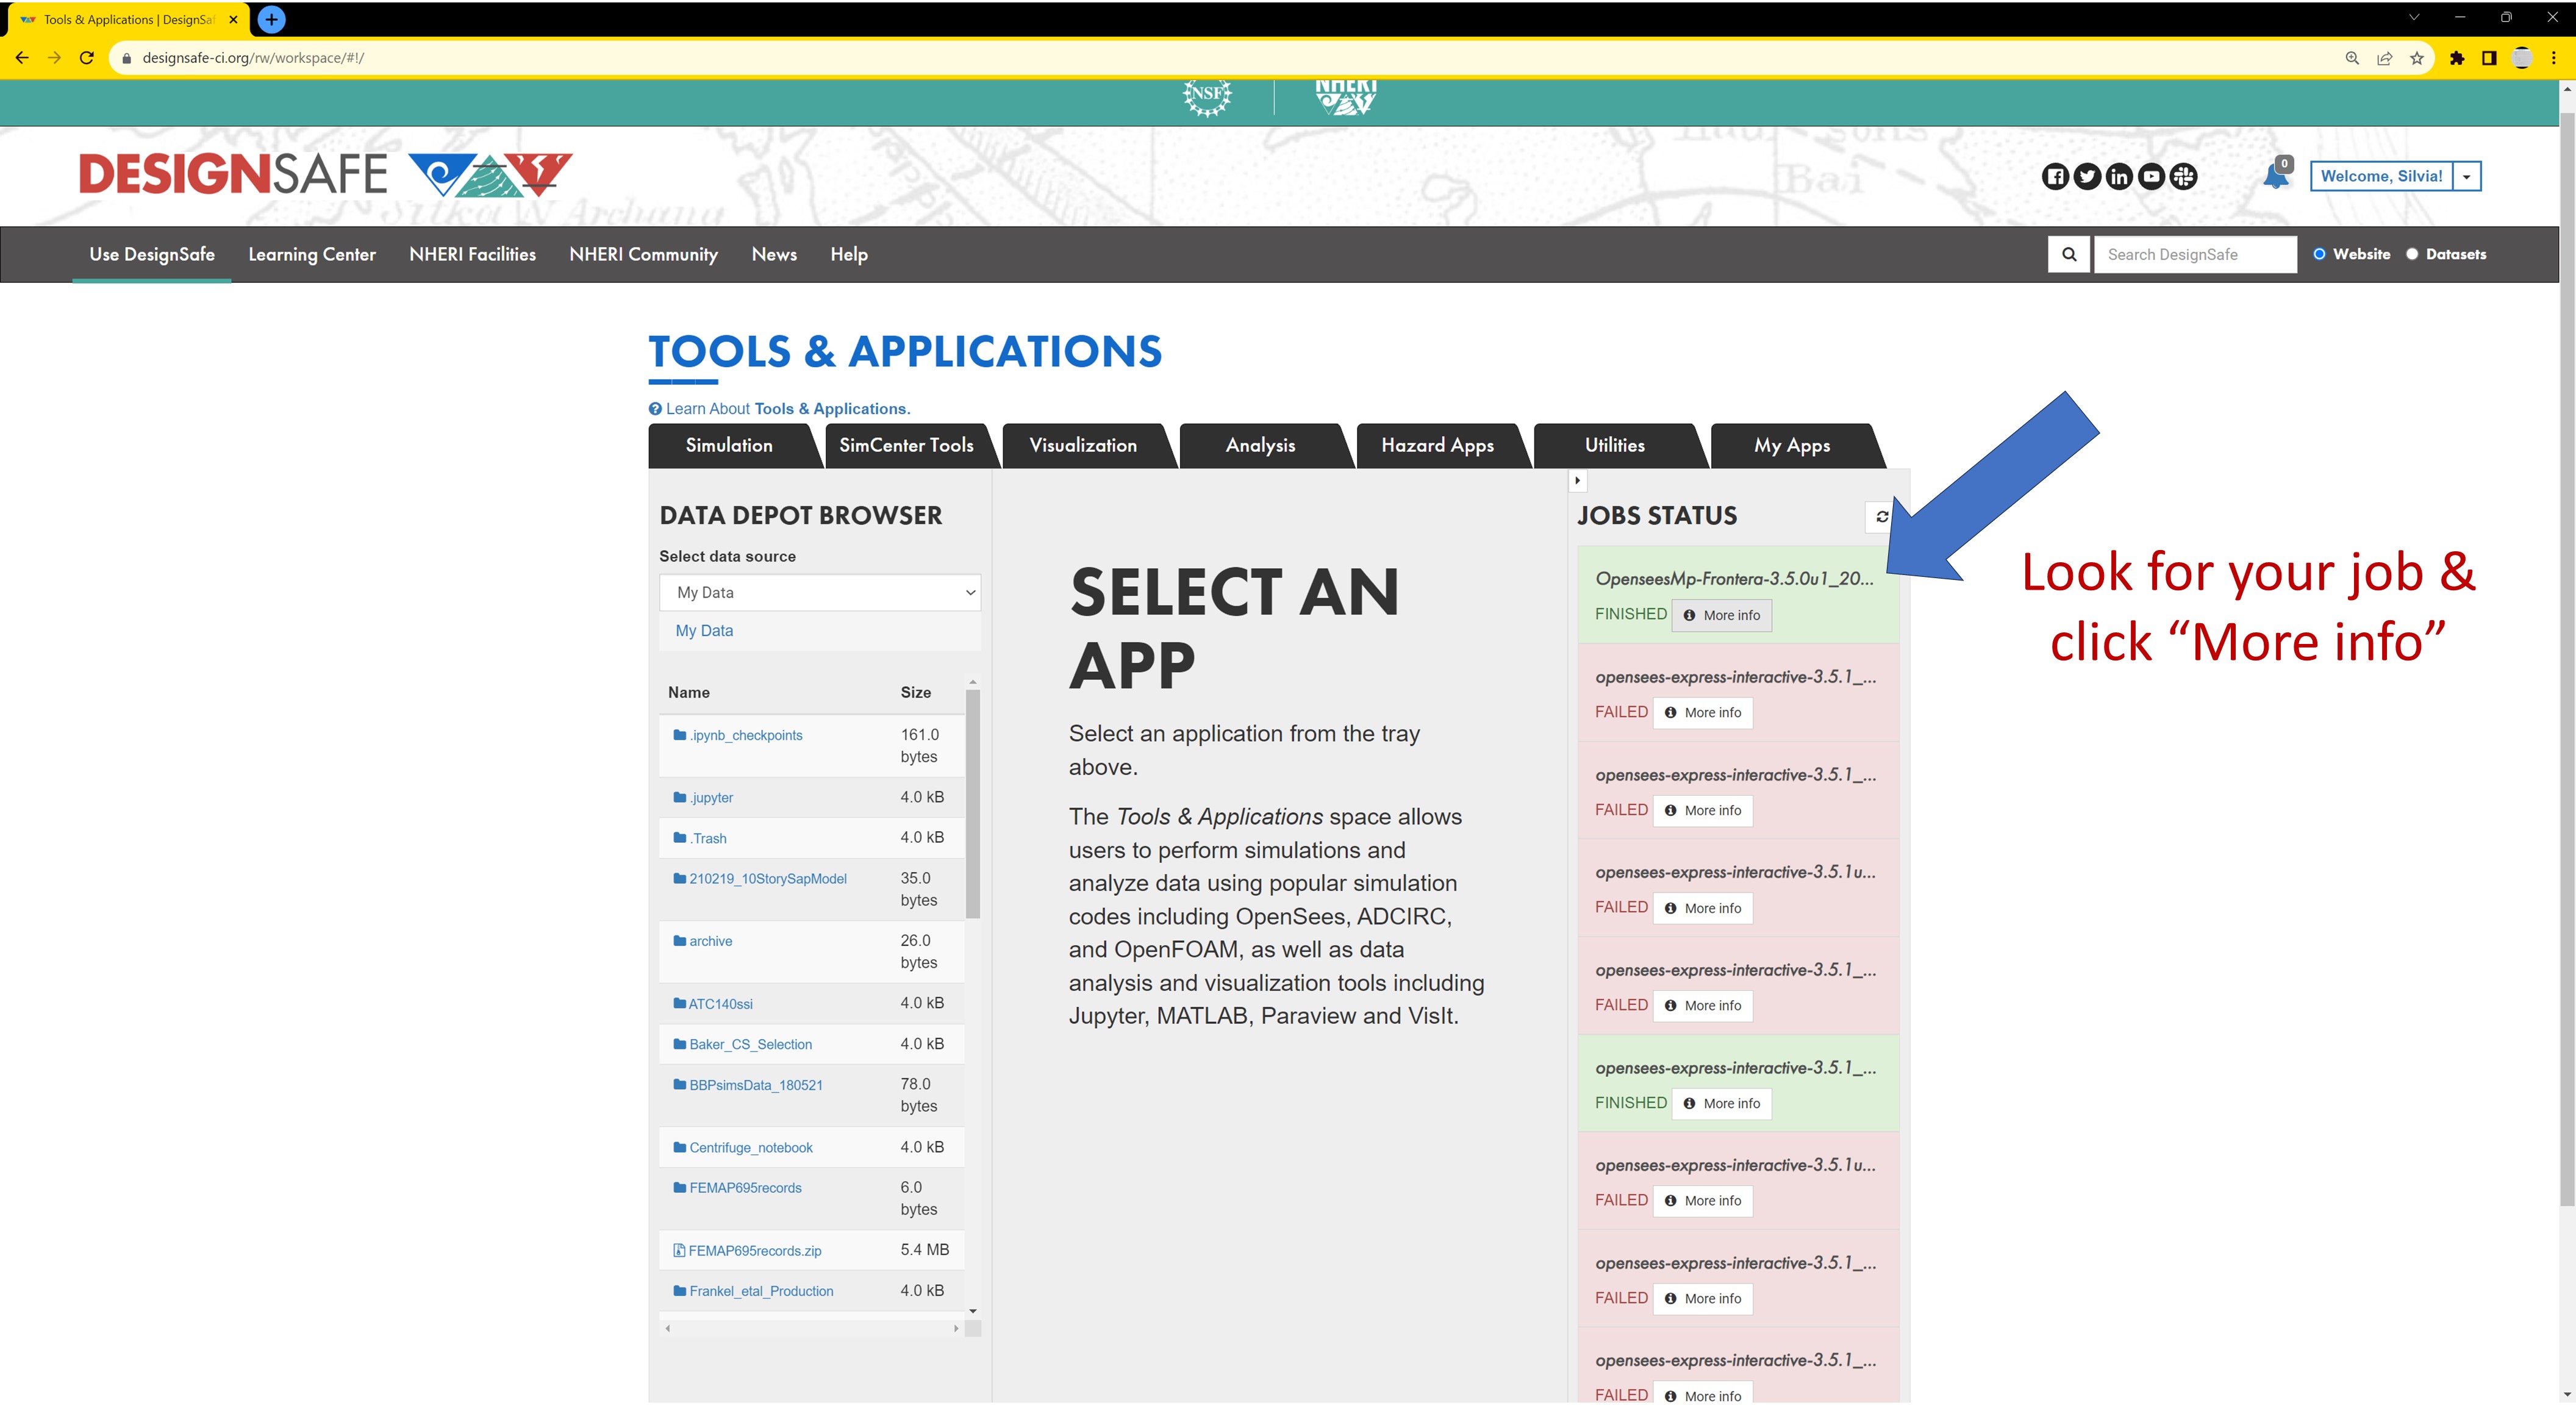 Tools & Applications | DesignSaf
designsafe-ci.org/rw/workspace/#!/
NSF
NHERI
DESIGNSAFE
0
Welcome, Silvia!
Use DesignSafe Learning Center NHERI Facilities NHERI Community News Help
Search DesignSafe Website Datasets
TOOLS & APPLICATIONS
Learn About Tools & Applications.
Simulation SimCenter Tools Visualization Analysis Hazard Apps Utilities My Apps
DATA DEPOT BROWSER
Select data source
My Data
My Data
Name Size
.ipynb_checkpoints 161.0
bytes
.jupyter 4.0 kB
.Trash 4.0 kB
210219_10StorySapModel 35.0
bytes
archive 26.0
bytes
ATC140ssi 4.0 kB
Baker_CS_Selection 4.0 kB
BBPsimsData_180521 78.0
bytes
Centrifuge_notebook 4.0 kB
FEMAP695records 6.0
bytes
FEMAP695records.zip 5.4 MB
Frankel_etal_Production 4.0 kB
SELECT AN
APP
Select an application from the tray
above.
The Tools & Applications space allows
users to perform simulations and
analyze data using popular simulation
codes including OpenSees, ADCIRC,
and OpenFOAM, as well as data
analysis and visualization tools including
Jupyter, MATLAB, Paraview and VisIt.
JOBS STATUS
OpenseesMp-Frontera-3.5.0u1_20...
FINISHED More info
opensees-express-interactive-3.5.1_...
FAILED More info
opensees-express-interactive-3.5.1_...
FAILED More info
opensees-express-interactive-3.5.1u...
FAILED More info
opensees-express-interactive-3.5.1_...
FAILED More info
opensees-express-interactive-3.5.1_...
FINISHED More info
opensees-express-interactive-3.5.1u...
FAILED More info
opensees-express-interactive-3.5.1_...
FAILED More info
opensees-express-interactive-3.5.1_...
FAILED More info
Look for your job &
click “More info”